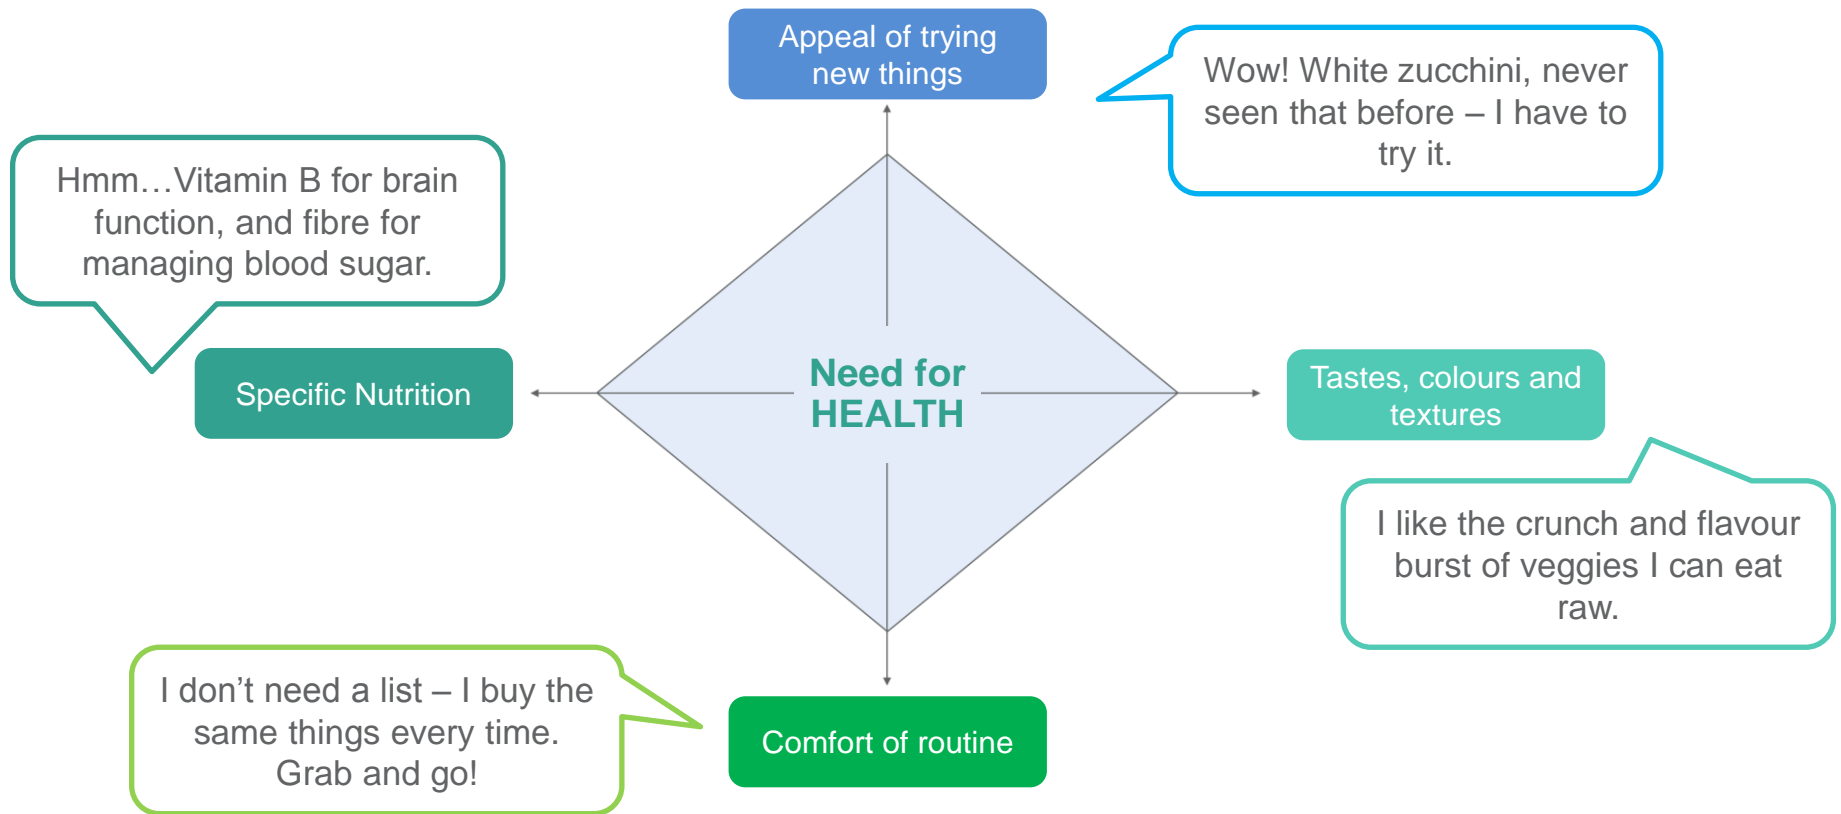 Appeal of trying
new things
Wow! White zucchini, never
seen that before – I have to
try it.
Hmm…Vitamin B for brain
function, and fibre for
managing blood sugar.
Specific Nutrition
Need for
HEALTH
Tastes, colours and
textures
I like the crunch and flavour
burst of veggies I can eat
raw.
I don’t need a list – I buy the
same things every time.
Grab and go!
Comfort of routine